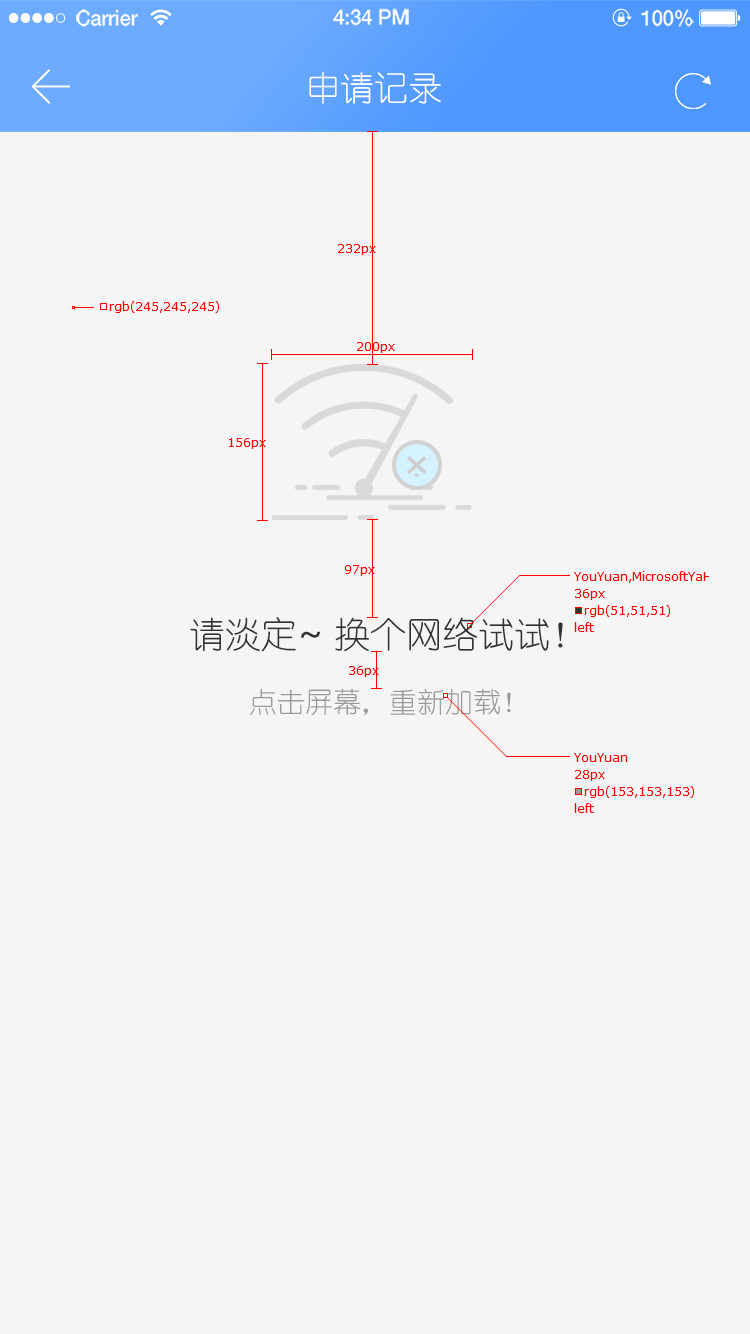 Carrier 4:34 PM 100%
申请记录
232px
rgb(245,245,245)
200px
156px
97px
YouYuan,MicrosoftYaH
36px
rgb(51,51,51)
left
请淡定~ 换个网络试试!
36px
点击屏幕，重新加载!
YouYuan
28px
rgb(153,153,153)
left